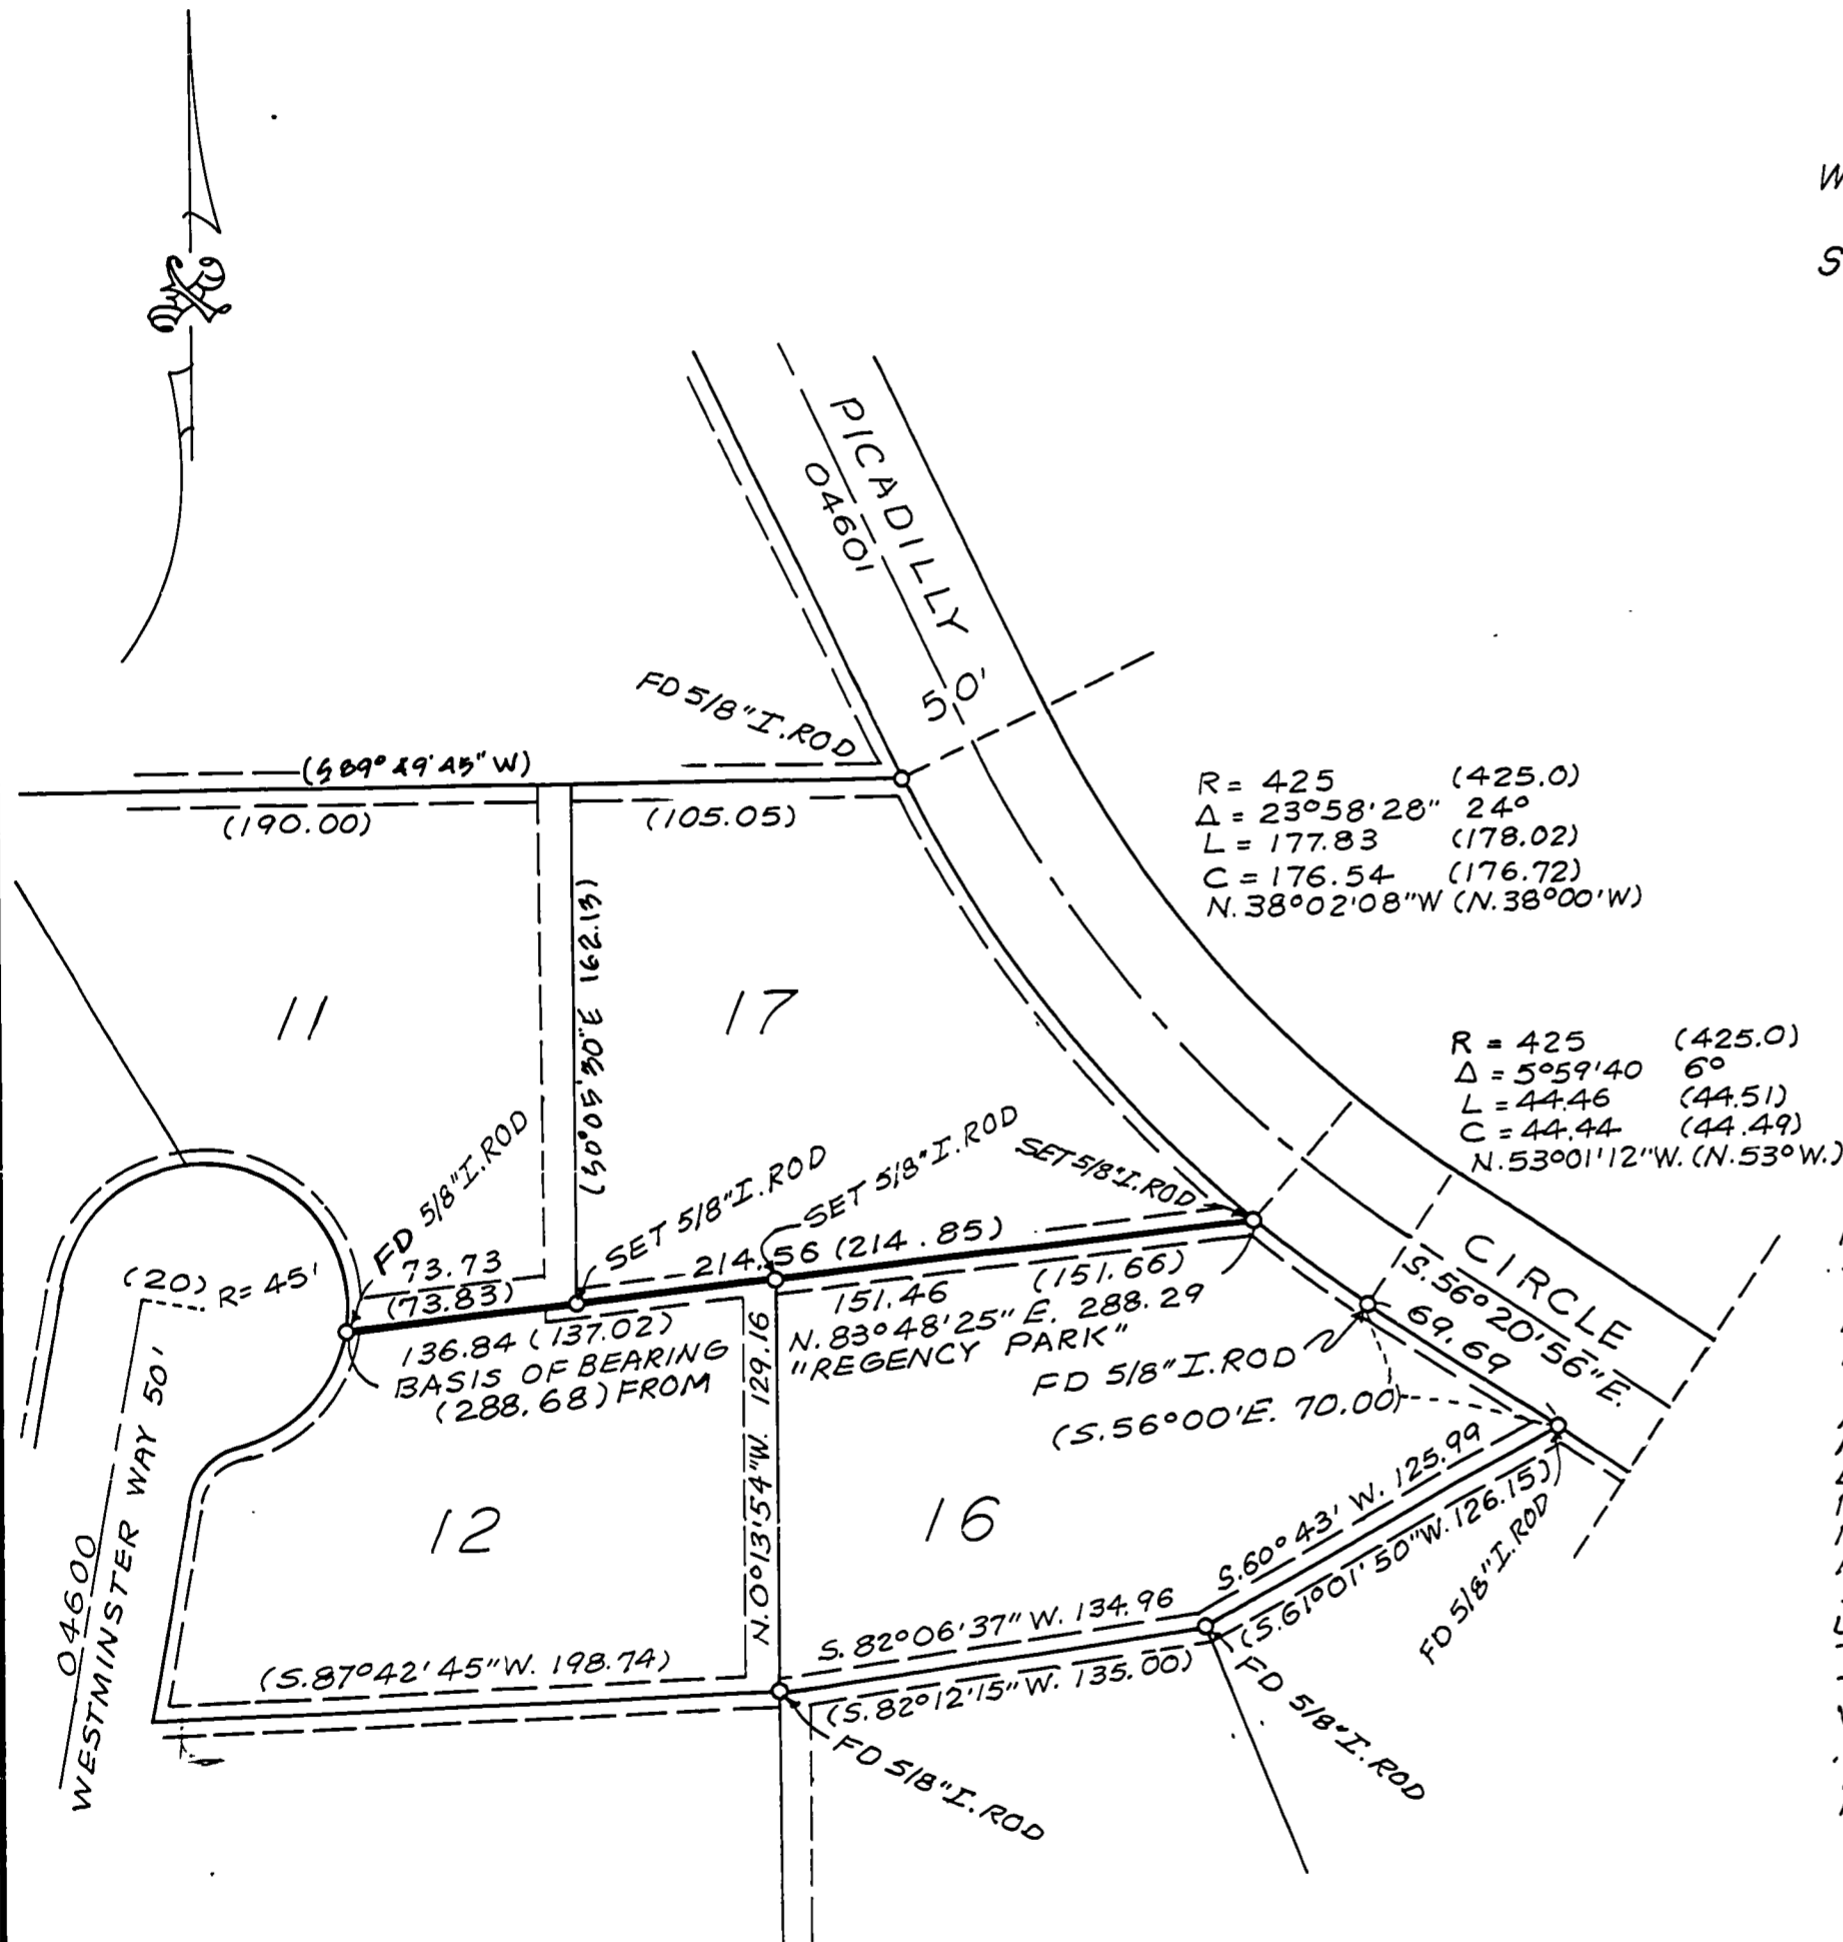 W
S
PICADILLY
04601
50'
FD 5/8" I.ROD
(190.00)
(105.05)
R= 425 (425.0)
Δ = 23°58'28" 24°
L = 177.83 (178.02)
C = 176.54 (176.72)
N.38°02'08"W (N.38°00'W)
R = 425 (425.0)
Δ = 5°59'40 6°
L = 44.46 (44.51)
C = 44.44 (44.49)
N.53°01'12"W. (N.53°W.)
11
17
(S0°05'30"E 162.13)
FD 5/8" I.ROD
SET 5/8" I.ROD
SET 5/8" I.ROD
SET 5/8" I.ROD
73.73
(73.83)
214.56 (214.85)
136.84 (137.02)
BASIS OF BEARING
(288.68) FROM
151.46 (151.66)
N.83°48'25"E. 288.29
"REGENCY PARK"
(20) R= 45'
CIRCLE
S.56°20'56"E.
69.69
FD 5/8" I.ROD
(S.56°00'E. 70.00)
N.0°13'54"W. 129.16
12
16
S.60°43' W. 125.99
(S.61°01'50"W. 126.15)
FD 5/8" I.ROD
04600
WESTMINSTER WAY 50'
(S.87°42'45"W. 198.74)
S.82°06'37"W. 134.96
(S.82°12'15"W. 135.00)
FD 5/8" I.ROD
FD 5/8" I.ROD